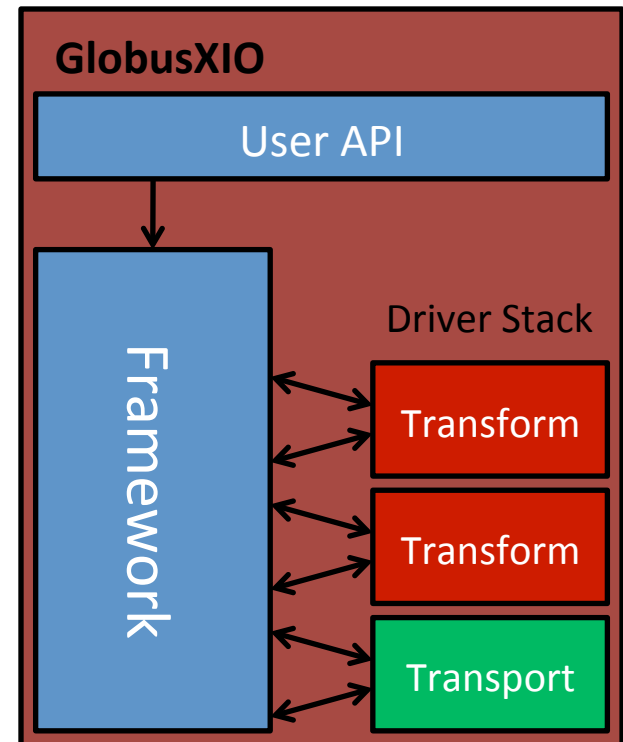 GlobusXIO
User API
Framework
Driver Stack
Transform
Transform
Transport